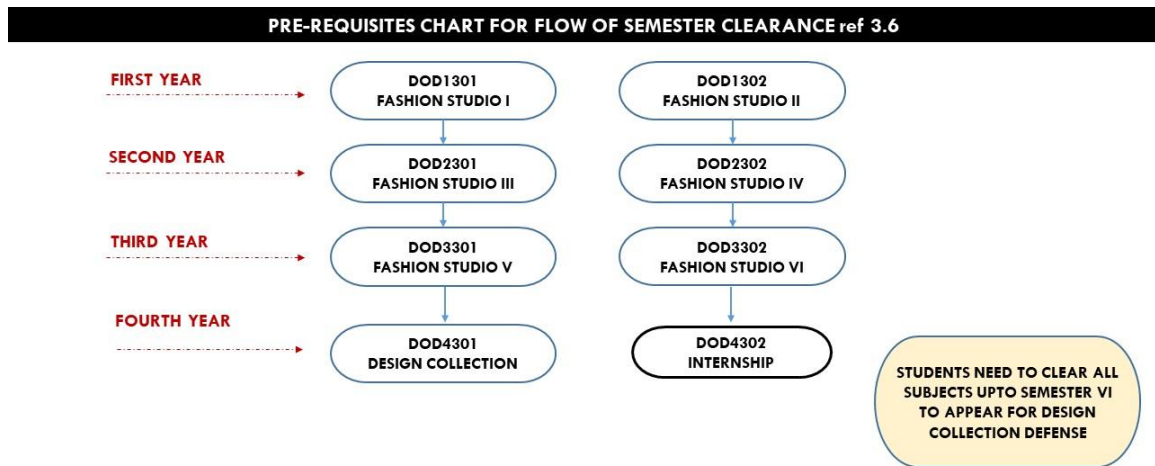 PRE-REQUISITES CHART FOR FLOW OF SEMESTER CLEARANCE ref 3.6
FIRST YEAR
DOD1301
FASHION STUDIO I
DOD1302
FASHION STUDIO II
SECOND YEAR
DOD2301
FASHION STUDIO III
DOD2302
FASHION STUDIO IV
THIRD YEAR
DOD3301
FASHION STUDIO V
DOD3302
FASHION STUDIO VI
FOURTH YEAR
DOD4301
DESIGN COLLECTION
DOD4302
INTERNSHIP
STUDENTS NEED TO CLEAR ALL
SUBJECTS UPTO SEMESTER VI
TO APPEAR FOR DESIGN
COLLECTION DEFENSE